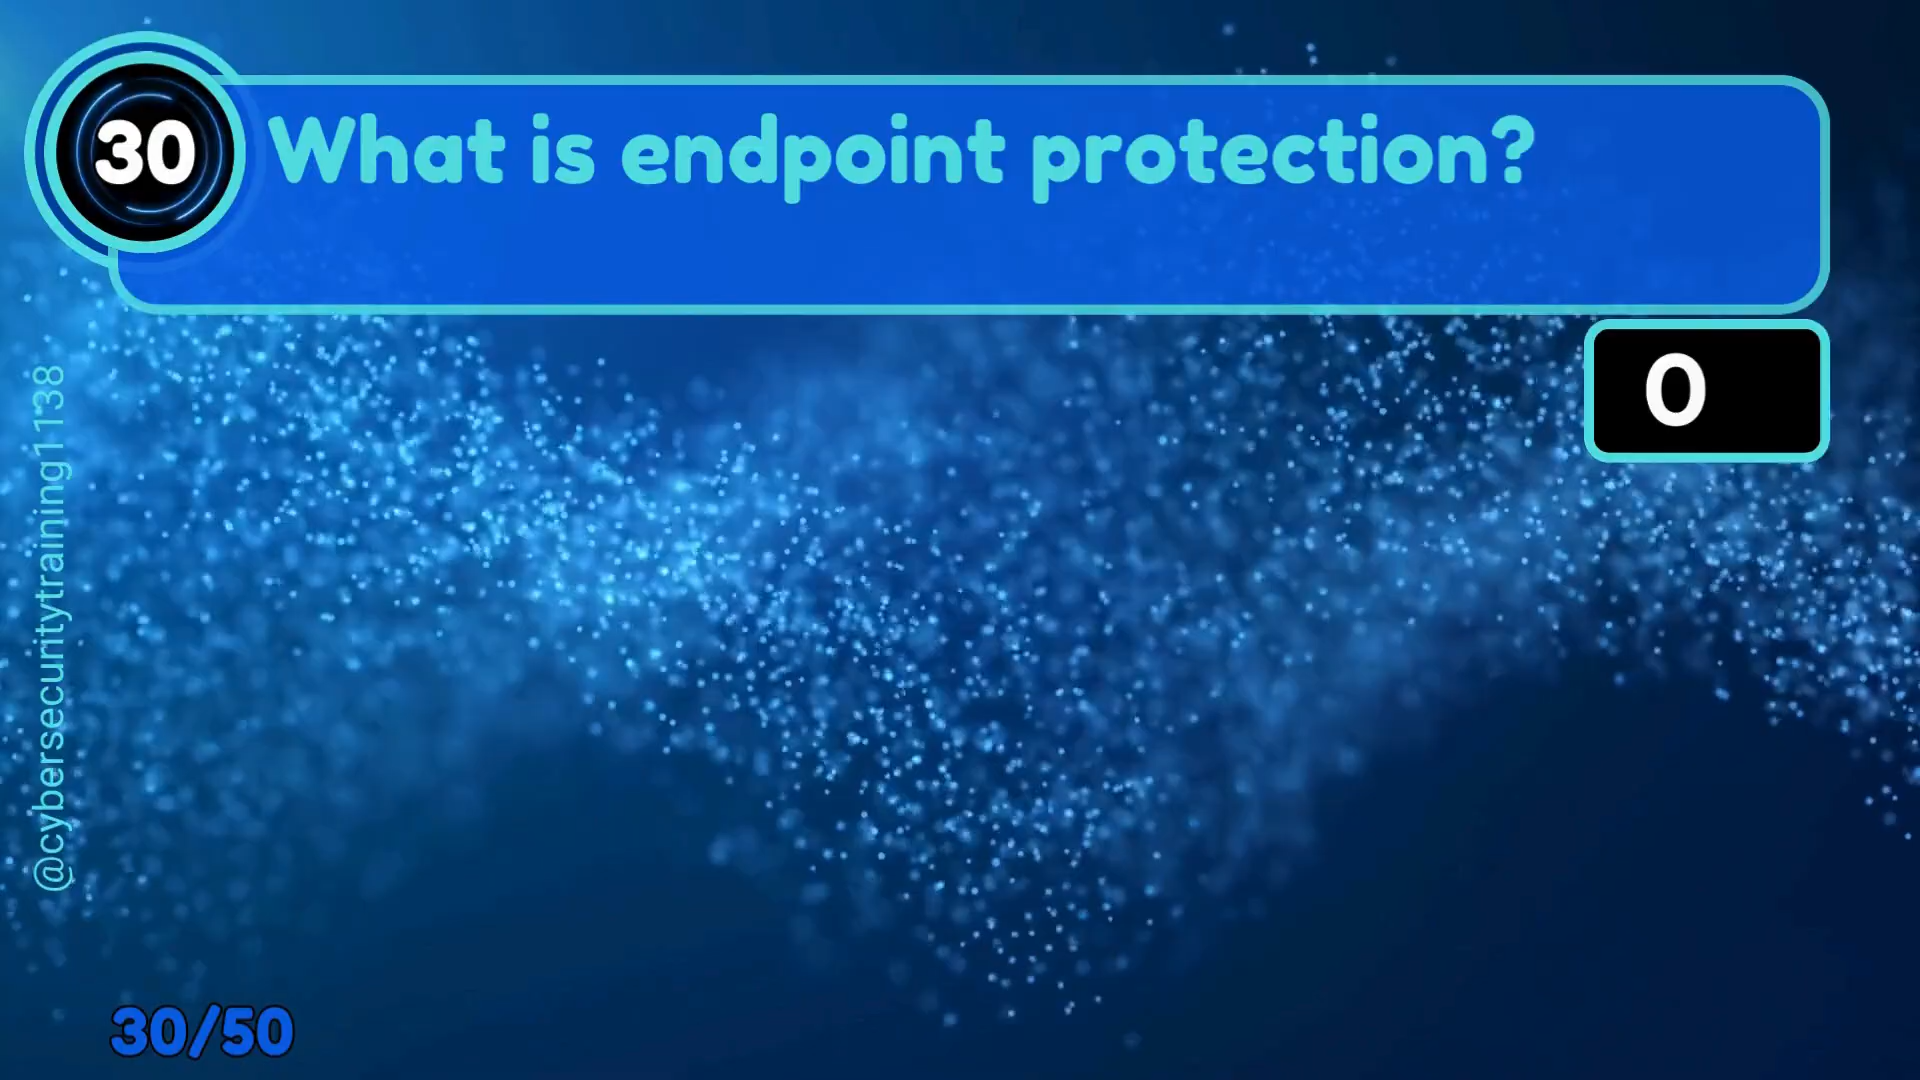 30
What is endpoint protection?
0
@cybersecuritytraining1138
30/50